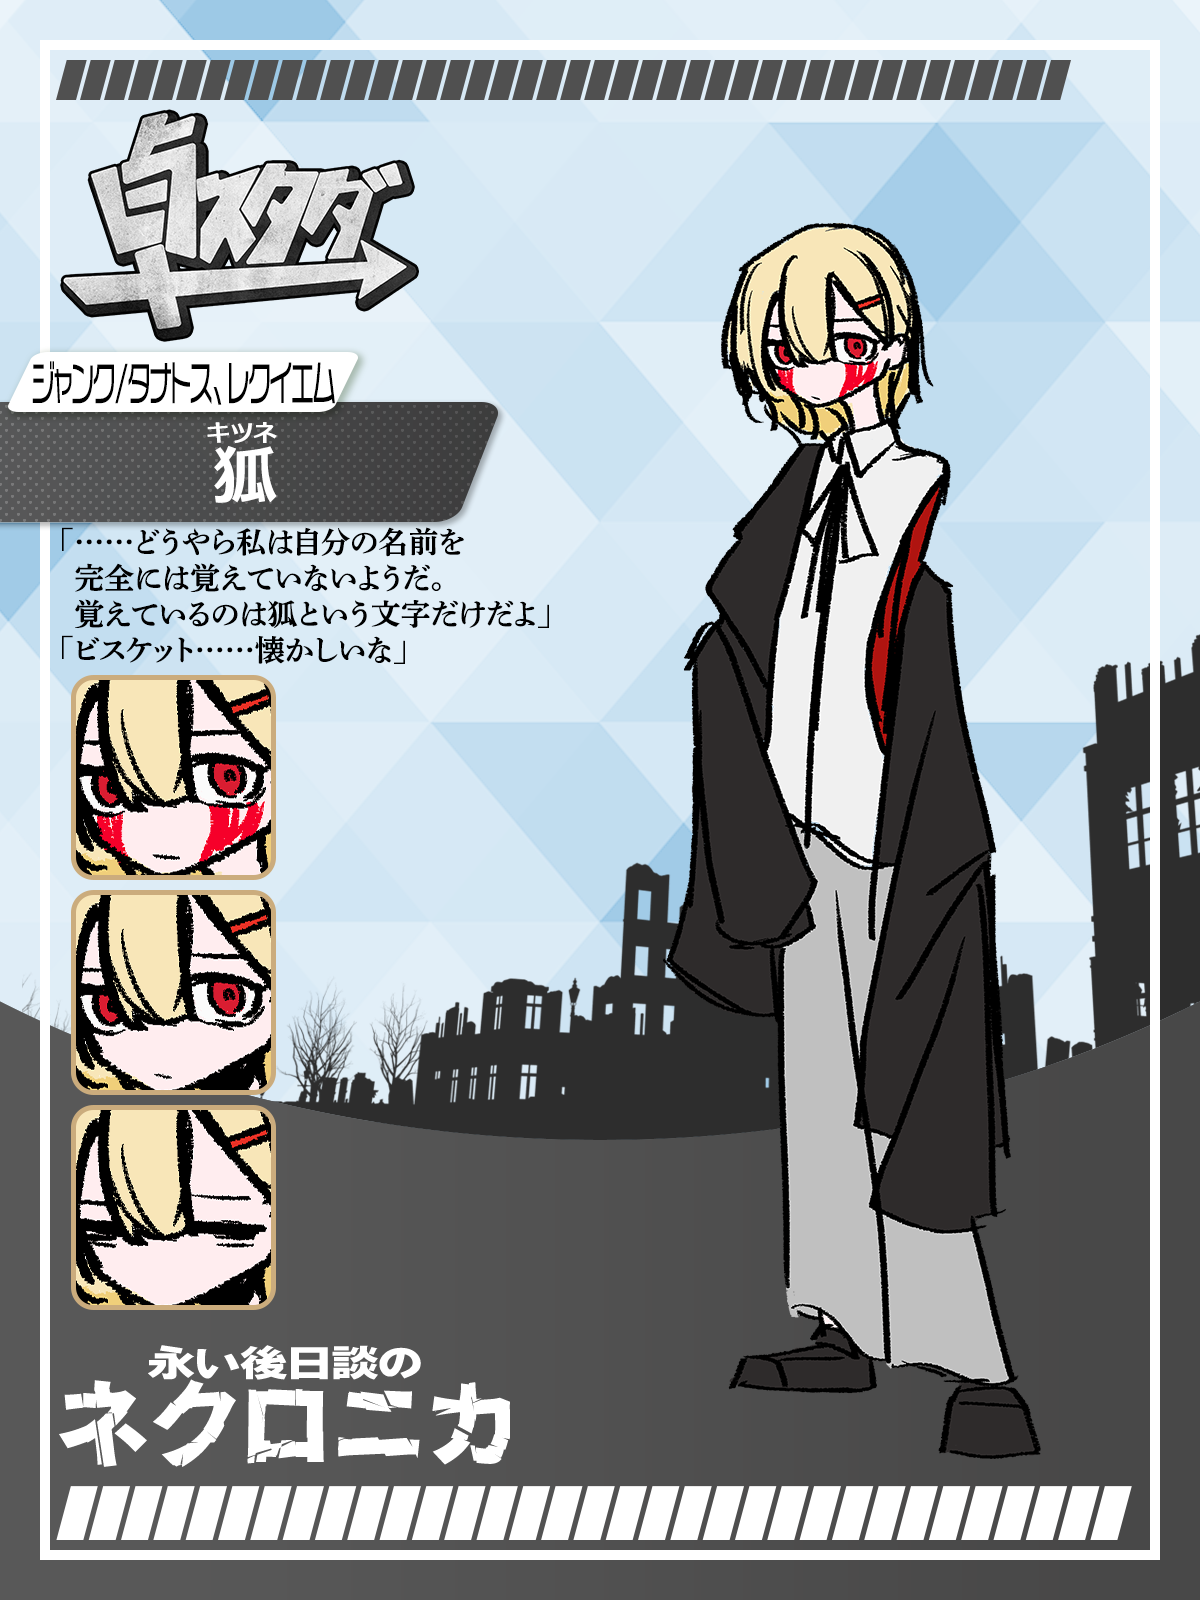 卓スタダ
ジャンク/タナトス、レクイエム
キツネ
狐
「……どうやら私は自分の名前を
完全には覚えていないようだ。
覚えているのは狐という文字だけだよ」
「ビスケット……懐かしいな」
永い後日談の
ネクロニカ